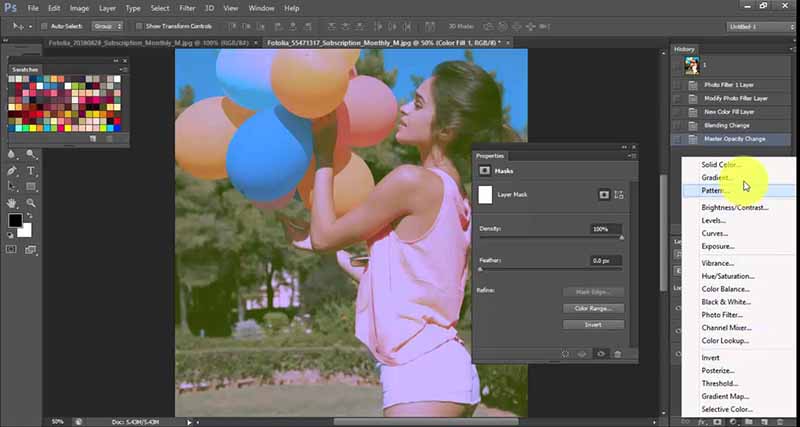 Ps File Edit Image Layer Type Select Filter 3D View Window Help
Auto-Select: Group Show Transform Controls 3D Mode:
Untitled-1
Fotolia_55471317_Subscription_Monthly_M.jpg @ 50% (Color Fill 1, RGB/8) *
Swatches
History
1
Photo Filter 1 Layer
Modify Photo Filter Layer
New Color Fill Layer
Blending Change
Master Opacity Change
Properties
Masks
Layer Mask
Density: 100%
Feather: 0.0 px
Refine: Mask Edge...
Color Range...
Invert
Solid Color...
Gradient...
Pattern...
Brightness/Contrast...
Levels...
Curves...
Exposure...
Vibrance...
Hue/Saturation...
Color Balance...
Black & White...
Photo Filter...
Channel Mixer...
Color Lookup...
Invert
Posterize...
Threshold...
Gradient Map...
Selective Color...
50% Doc: 5.43M/5.43M